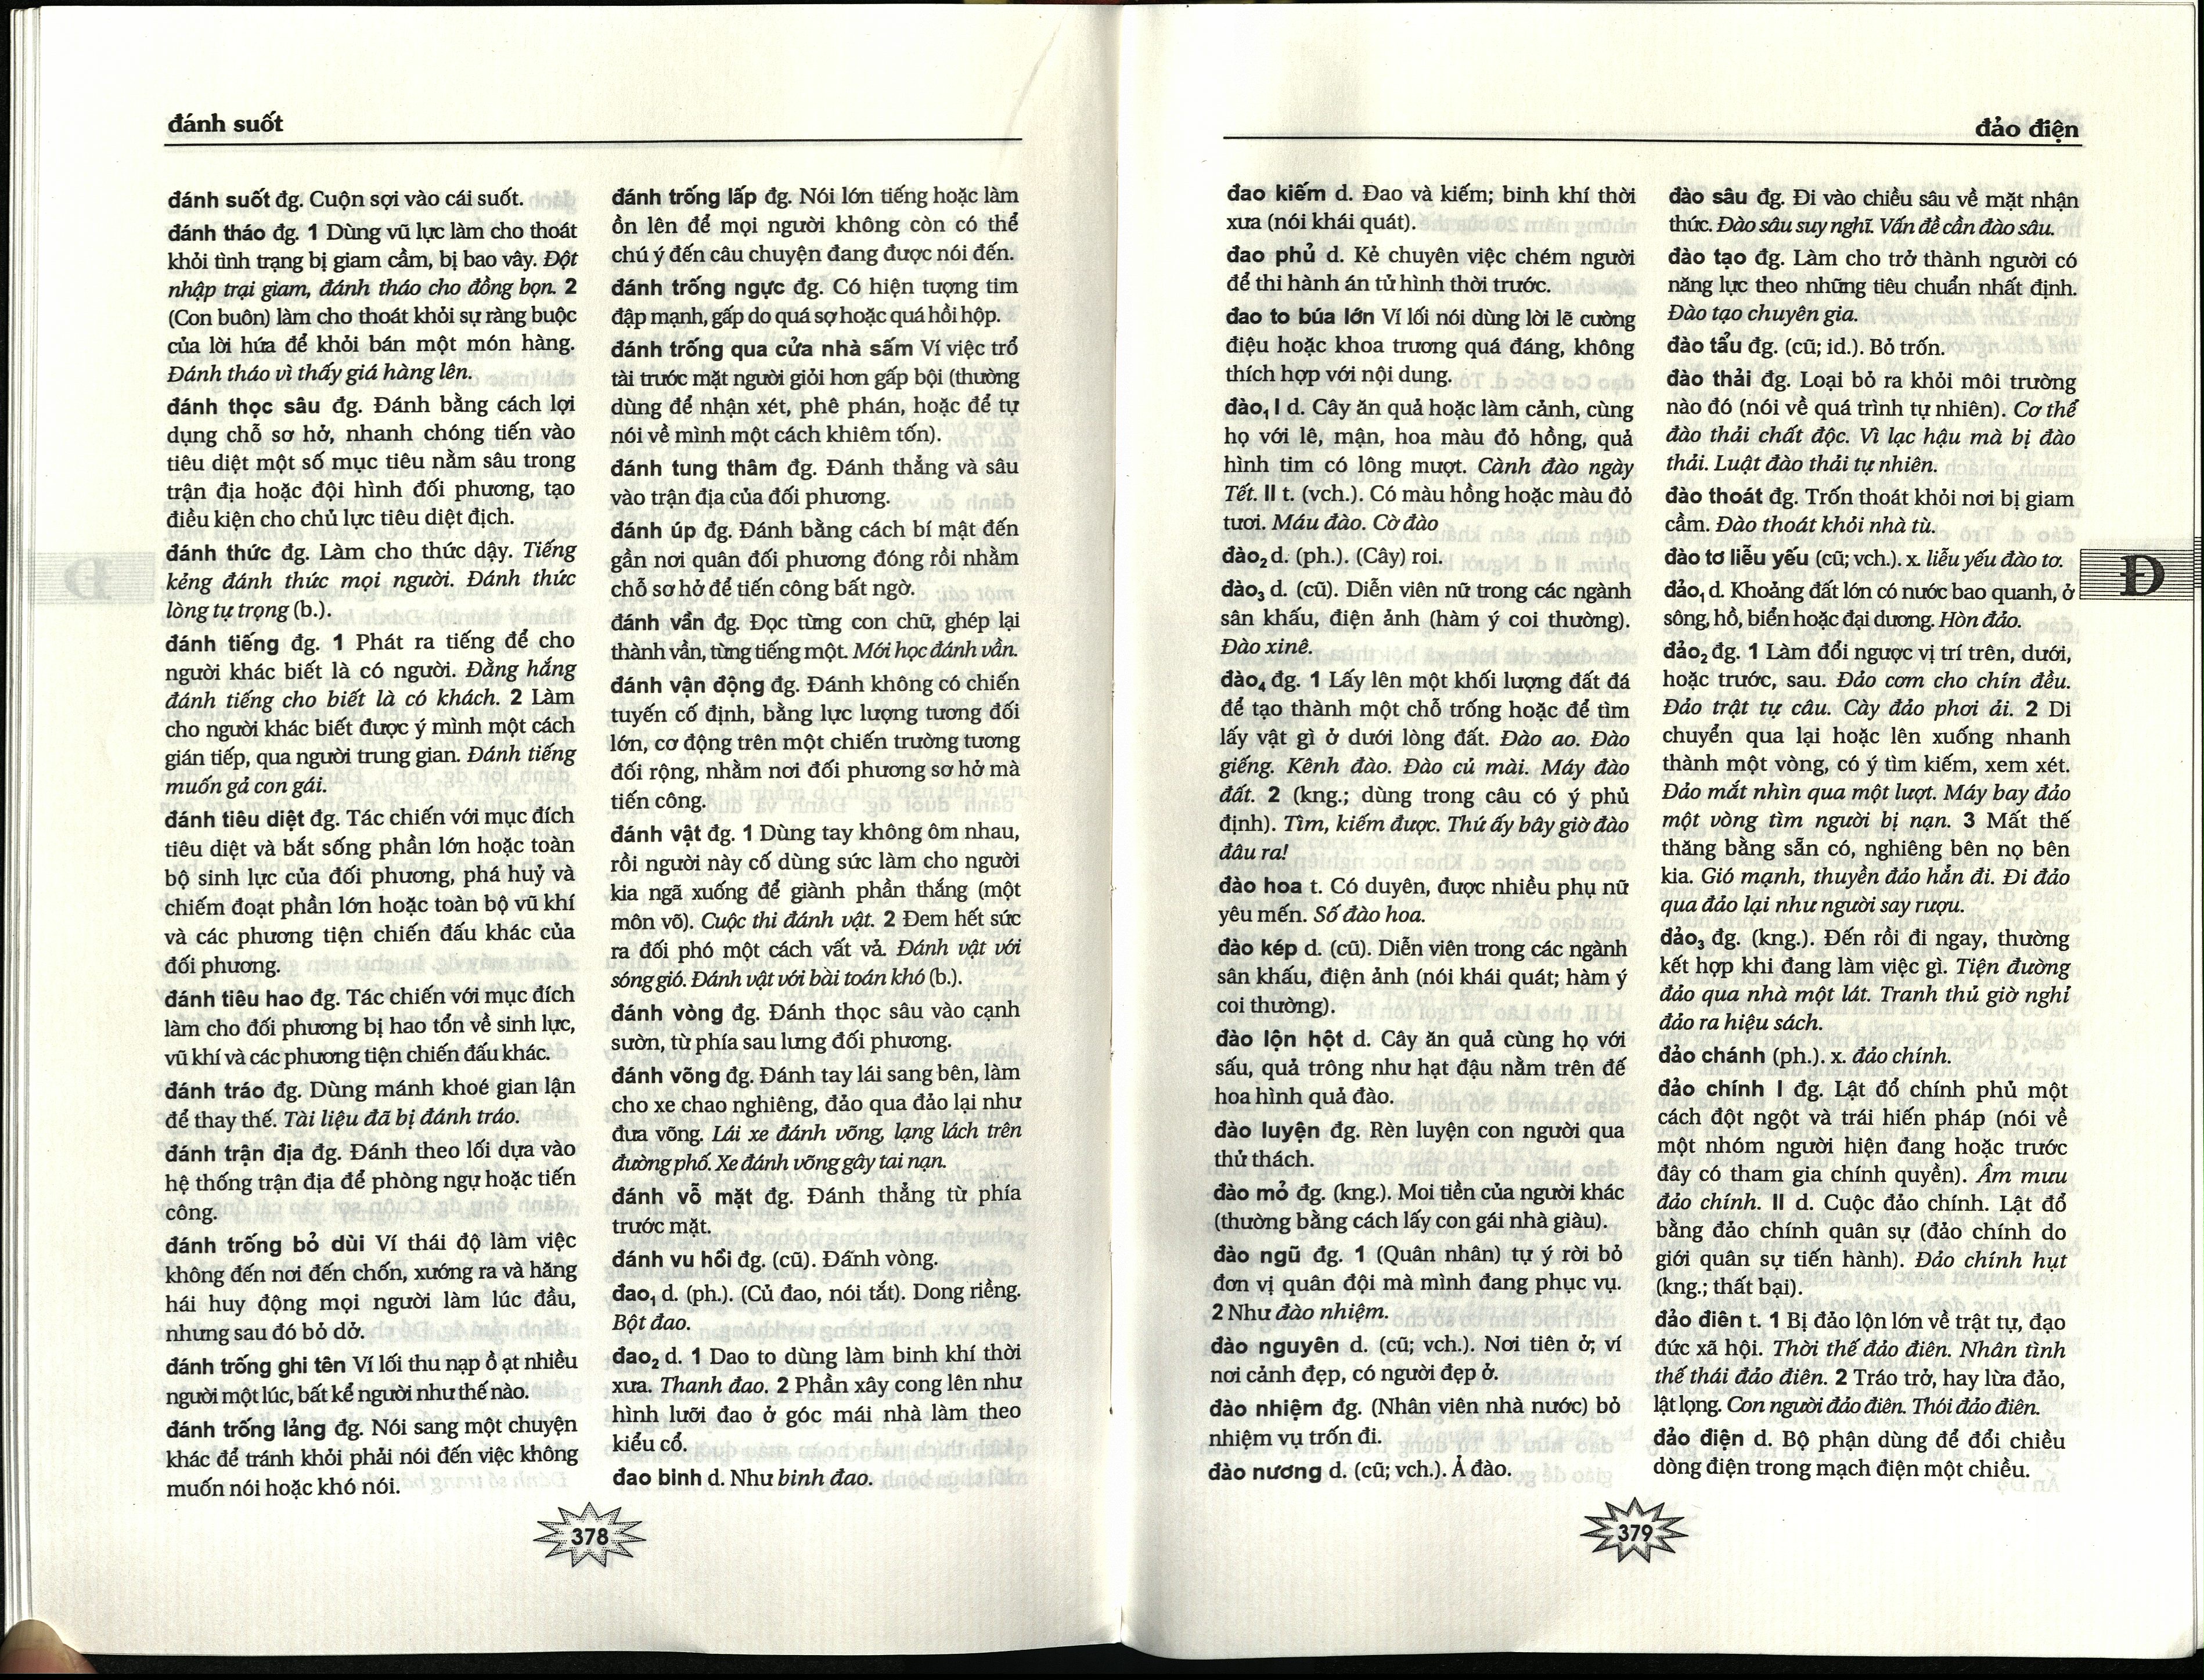 đánh suốt
đánh suốt đg. Cuộn sợi vào cái suốt.
đánh tháo đg. 1 Dùng vũ lực làm cho thoát
khỏi tình trạng bị giam cầm, bị bao vây. Đột
nhập trại giam, đánh tháo cho đồng bọn. 2
(Con buôn) làm cho thoát khỏi sự ràng buộc
của lời hứa để khỏi bán một món hàng.
Đánh tháo vì thấy giá hàng lên.
đánh thọc sâu đg. Đánh bằng cách lợi
dụng chỗ sơ hở, nhanh chóng tiến vào
tiêu diệt một số mục tiêu nằm sâu trong
trận địa hoặc đội hình đối phương, tạo
điều kiện cho chủ lực tiêu diệt địch.
đánh thức đg. Làm cho thức dậy. Tiếng
kẻng đánh thức mọi người. Đánh thức
lòng tự trọng (b.).
đánh tiếng đg. 1 Phát ra tiếng để cho
người khác biết là có người. Đằng hắng
đánh tiếng cho biết là có khách. 2 Làm
cho người khác biết được ý mình một cách
gián tiếp, qua người trung gian. Đánh tiếng
muốn gả con gái.
đánh tiêu diệt đg. Tác chiến với mục đích
tiêu diệt và bắt sống phần lớn hoặc toàn
bộ sinh lực của đối phương, phá huỷ và
chiếm đoạt phần lớn hoặc toàn bộ vũ khí
và các phương tiện chiến đấu khác của
đối phương.
đánh tiêu hao đg. Tác chiến với mục đích
làm cho đối phương bị hao tổn về sinh lực,
vũ khí và các phương tiện chiến đấu khác.
đánh tráo đg. Dùng mánh khoé gian lận
để thay thế. Tài liệu đã bị đánh tráo.
đánh trận địa đg. Đánh theo lối dựa vào
hệ thống trận địa để phòng ngự hoặc tiến
công.
đánh trống bỏ dùi Ví thái độ làm việc
không đến nơi đến chốn, xướng ra và hăng
hái huy động mọi người làm lúc đầu,
nhưng sau đó bỏ dở.
đánh trống ghi tên Ví lối thu nạp ồ ạt nhiều
người một lúc, bất kể người như thế nào.
đánh trống lảng đg. Nói sang một chuyện
khác để tránh khỏi phải nói đến việc không
muốn nói hoặc khó nói.
đánh trống lấp đg. Nói lớn tiếng hoặc làm
ồn lên để mọi người không còn có thể
chú ý đến câu chuyện đang được nói đến.
đánh trống ngực đg. Có hiện tượng tim
đập mạnh, gấp do quá sợ hoặc quá hồi hộp.
đánh trống qua cửa nhà sấm Ví việc trổ
tài trước mặt người giỏi hơn gấp bội (thường
dùng để nhận xét, phê phán, hoặc để tự
nói về mình một cách khiêm tốn).
đánh tung thâm đg. Đánh thẳng và sâu
vào trận địa của đối phương.
đánh úp đg. Đánh bằng cách bí mật đến
gần nơi quân đối phương đóng rồi nhằm
chỗ sơ hở để tiến công bất ngờ.
đánh vần đg. Đọc từng con chữ, ghép lại
thành vần, từng tiếng một. Mới học đánh vần.
đánh vận động đg. Đánh không có chiến
tuyến cố định, bằng lực lượng tương đối
lớn, cơ động trên một chiến trường tương
đối rộng, nhằm nơi đối phương sơ hở mà
tiến công.
đánh vật đg. 1 Dùng tay không ôm nhau,
rồi người này cố dùng sức làm cho người
kia ngã xuống để giành phần thắng (một
môn võ). Cuộc thi đánh vật. 2 Đem hết sức
ra đối phó một cách vất vả. Đánh vật với
sóng gió. Đánh vật với bài toán khó (b.).
đánh vòng đg. Đánh thọc sâu vào cạnh
sườn, từ phía sau lưng đối phương.
đánh võng đg. Đánh tay lái sang bên, làm
cho xe chao nghiêng, đảo qua đảo lại như
đưa võng. Lái xe đánh võng, lạng lách trên
đường phố. Xe đánh võng gây tai nạn.
đánh vỗ mặt đg. Đánh thẳng từ phía
trước mặt.
đánh vu hồi đg. (cũ). Đánh vòng.
đao₁ d. (ph.). (Củ đao, nói tắt). Dong riềng.
Bột đao.
đao₂ d. 1 Dao to dùng làm binh khí thời
xưa. Thanh đao. 2 Phần xây cong lên như
hình lưỡi đao ở góc mái nhà làm theo
kiểu cổ.
đao binh d. Như binh đao.
378
đảo điện
đao kiếm d. Đao và kiếm; binh khí thời
xưa (nói khái quát).
đao phủ d. Kẻ chuyên việc chém người
để thi hành án tử hình thời trước.
đao to búa lớn Ví lối nói dùng lời lẽ cường
điệu hoặc khoa trương quá đáng, không
thích hợp với nội dung.
đào₁ I d. Cây ăn quả hoặc làm cảnh, cùng
họ với lê, mận, hoa màu đỏ hồng, quả
hình tim có lông mượt. Cành đào ngày
Tết. II t. (vch.). Có màu hồng hoặc màu đỏ
tươi. Máu đào. Cờ đào
đào₂ d. (ph.). (Cây) roi.
đào₃ d. (cũ). Diễn viên nữ trong các ngành
sân khấu, điện ảnh (hàm ý coi thường).
Đào xinê.
đào₄ đg. 1 Lấy lên một khối lượng đất đá
để tạo thành một chỗ trống hoặc để tìm
lấy vật gì ở dưới lòng đất. Đào ao. Đào
giếng. Kênh đào. Đào củ mài. Máy đào
đất. 2 (kng.; dùng trong câu có ý phủ
định). Tìm, kiếm được. Thứ ấy bây giờ đào
đâu ra!
đào hoa t. Có duyên, được nhiều phụ nữ
yêu mến. Số đào hoa.
đào kép d. (cũ). Diễn viên trong các ngành
sân khấu, điện ảnh (nói khái quát; hàm ý
coi thường).
đào lộn hột d. Cây ăn quả cùng họ với
sấu, quả trông như hạt đậu nằm trên đế
hoa hình quả đào.
đào luyện đg. Rèn luyện con người qua
thử thách.
đào mỏ đg. (kng.). Moi tiền của người khác
(thường bằng cách lấy con gái nhà giàu).
đào ngũ đg. 1 (Quân nhân) tự ý rời bỏ
đơn vị quân đội mà mình đang phục vụ.
2 Như đào nhiệm.
đào nguyên d. (cũ; vch.). Nơi tiên ở; ví
nơi cảnh đẹp, có người đẹp ở.
đào nhiệm đg. (Nhân viên nhà nước) bỏ
nhiệm vụ trốn đi.
đào nương d. (cũ; vch.). Ả đào.
đào sâu đg. Đi vào chiều sâu về mặt nhận
thức. Đào sâu suy nghĩ. Vấn đề cần đào sâu.
đào tạo đg. Làm cho trở thành người có
năng lực theo những tiêu chuẩn nhất định.
Đào tạo chuyên gia.
đào tẩu đg. (cũ; id.). Bỏ trốn.
đào thải đg. Loại bỏ ra khỏi môi trường
nào đó (nói về quá trình tự nhiên). Cơ thể
đào thải chất độc. Vì lạc hậu mà bị đào
thải. Luật đào thải tự nhiên.
đào thoát đg. Trốn thoát khỏi nơi bị giam
cầm. Đào thoát khỏi nhà tù.
đào tơ liễu yếu (cũ; vch.). x. liễu yếu đào tơ.
đảo₁ d. Khoảng đất lớn có nước bao quanh, ở
sông, hồ, biển hoặc đại dương. Hòn đảo.
đảo₂ đg. 1 Làm đổi ngược vị trí trên, dưới,
hoặc trước, sau. Đảo cơm cho chín đều.
Đảo trật tự câu. Cày đảo phơi ải. 2 Di
chuyển qua lại hoặc lên xuống nhanh
thành một vòng, có ý tìm kiếm, xem xét.
Đảo mắt nhìn qua một lượt. Máy bay đảo
một vòng tìm người bị nạn. 3 Mất thế
thăng bằng sẵn có, nghiêng bên nọ bên
kia. Gió mạnh, thuyền đảo hẳn đi. Đi đảo
qua đảo lại như người say rượu.
đảo₃ đg. (kng.). Đến rồi đi ngay, thường
kết hợp khi đang làm việc gì. Tiện đường
đảo qua nhà một lát. Tranh thủ giờ nghỉ
đảo ra hiệu sách.
đảo chánh (ph.). x. đảo chính.
đảo chính I đg. Lật đổ chính phủ một
cách đột ngột và trái hiến pháp (nói về
một nhóm người hiện đang hoặc trước
đây có tham gia chính quyền). Âm mưu
đảo chính. II d. Cuộc đảo chính. Lật đổ
bằng đảo chính quân sự (đảo chính do
giới quân sự tiến hành). Đảo chính hụt
(kng.; thất bại).
đảo điên t. 1 Bị đảo lộn lớn về trật tự, đạo
đức xã hội. Thời thế đảo điên. Nhân tình
thế thái đảo điên. 2 Tráo trở, hay lừa đảo,
lật lọng. Con người đảo điên. Thói đảo điên.
đảo điện d. Bộ phận dùng để đổi chiều
dòng điện trong mạch điện một chiều.
Đ
379